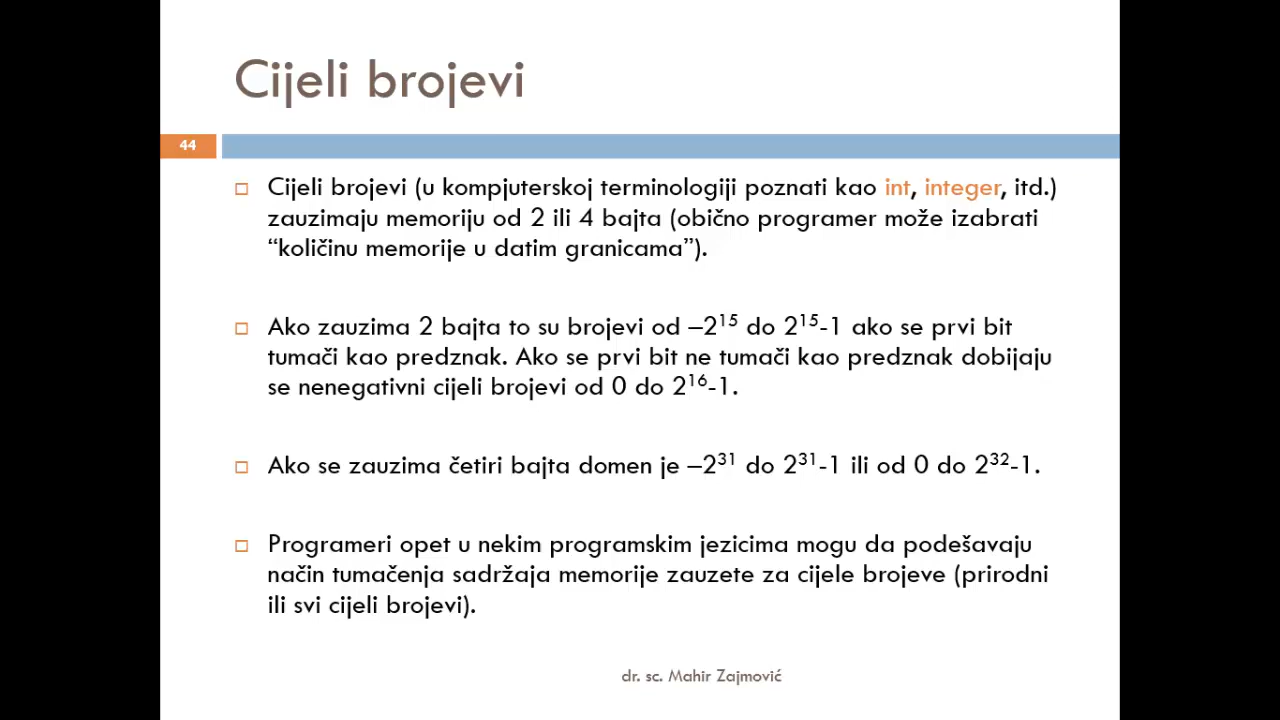 Cijeli brojevi
44
Cijeli brojevi (u kompjuterskoj terminologiji poznati kao int, integer, itd.)
zauzimaju memoriju od 2 ili 4 bajta (obično programer može izabrati
“količinu memorije u datim granicama”).
Ako zauzima 2 bajta to su brojevi od –2¹⁵ do 2¹⁵-1 ako se prvi bit
tumači kao predznak. Ako se prvi bit ne tumači kao predznak dobijaju
se nenegativni cijeli brojevi od 0 do 2¹⁶-1.
Ako se zauzima četiri bajta domen je –2³¹ do 2³¹-1 ili od 0 do 2³²-1.
Programeri opet u nekim programskim jezicima mogu da podešavaju
način tumačenja sadržaja memorije zauzete za cijele brojeve (prirodni
ili svi cijeli brojevi).
dr. sc. Mahir Zajmović